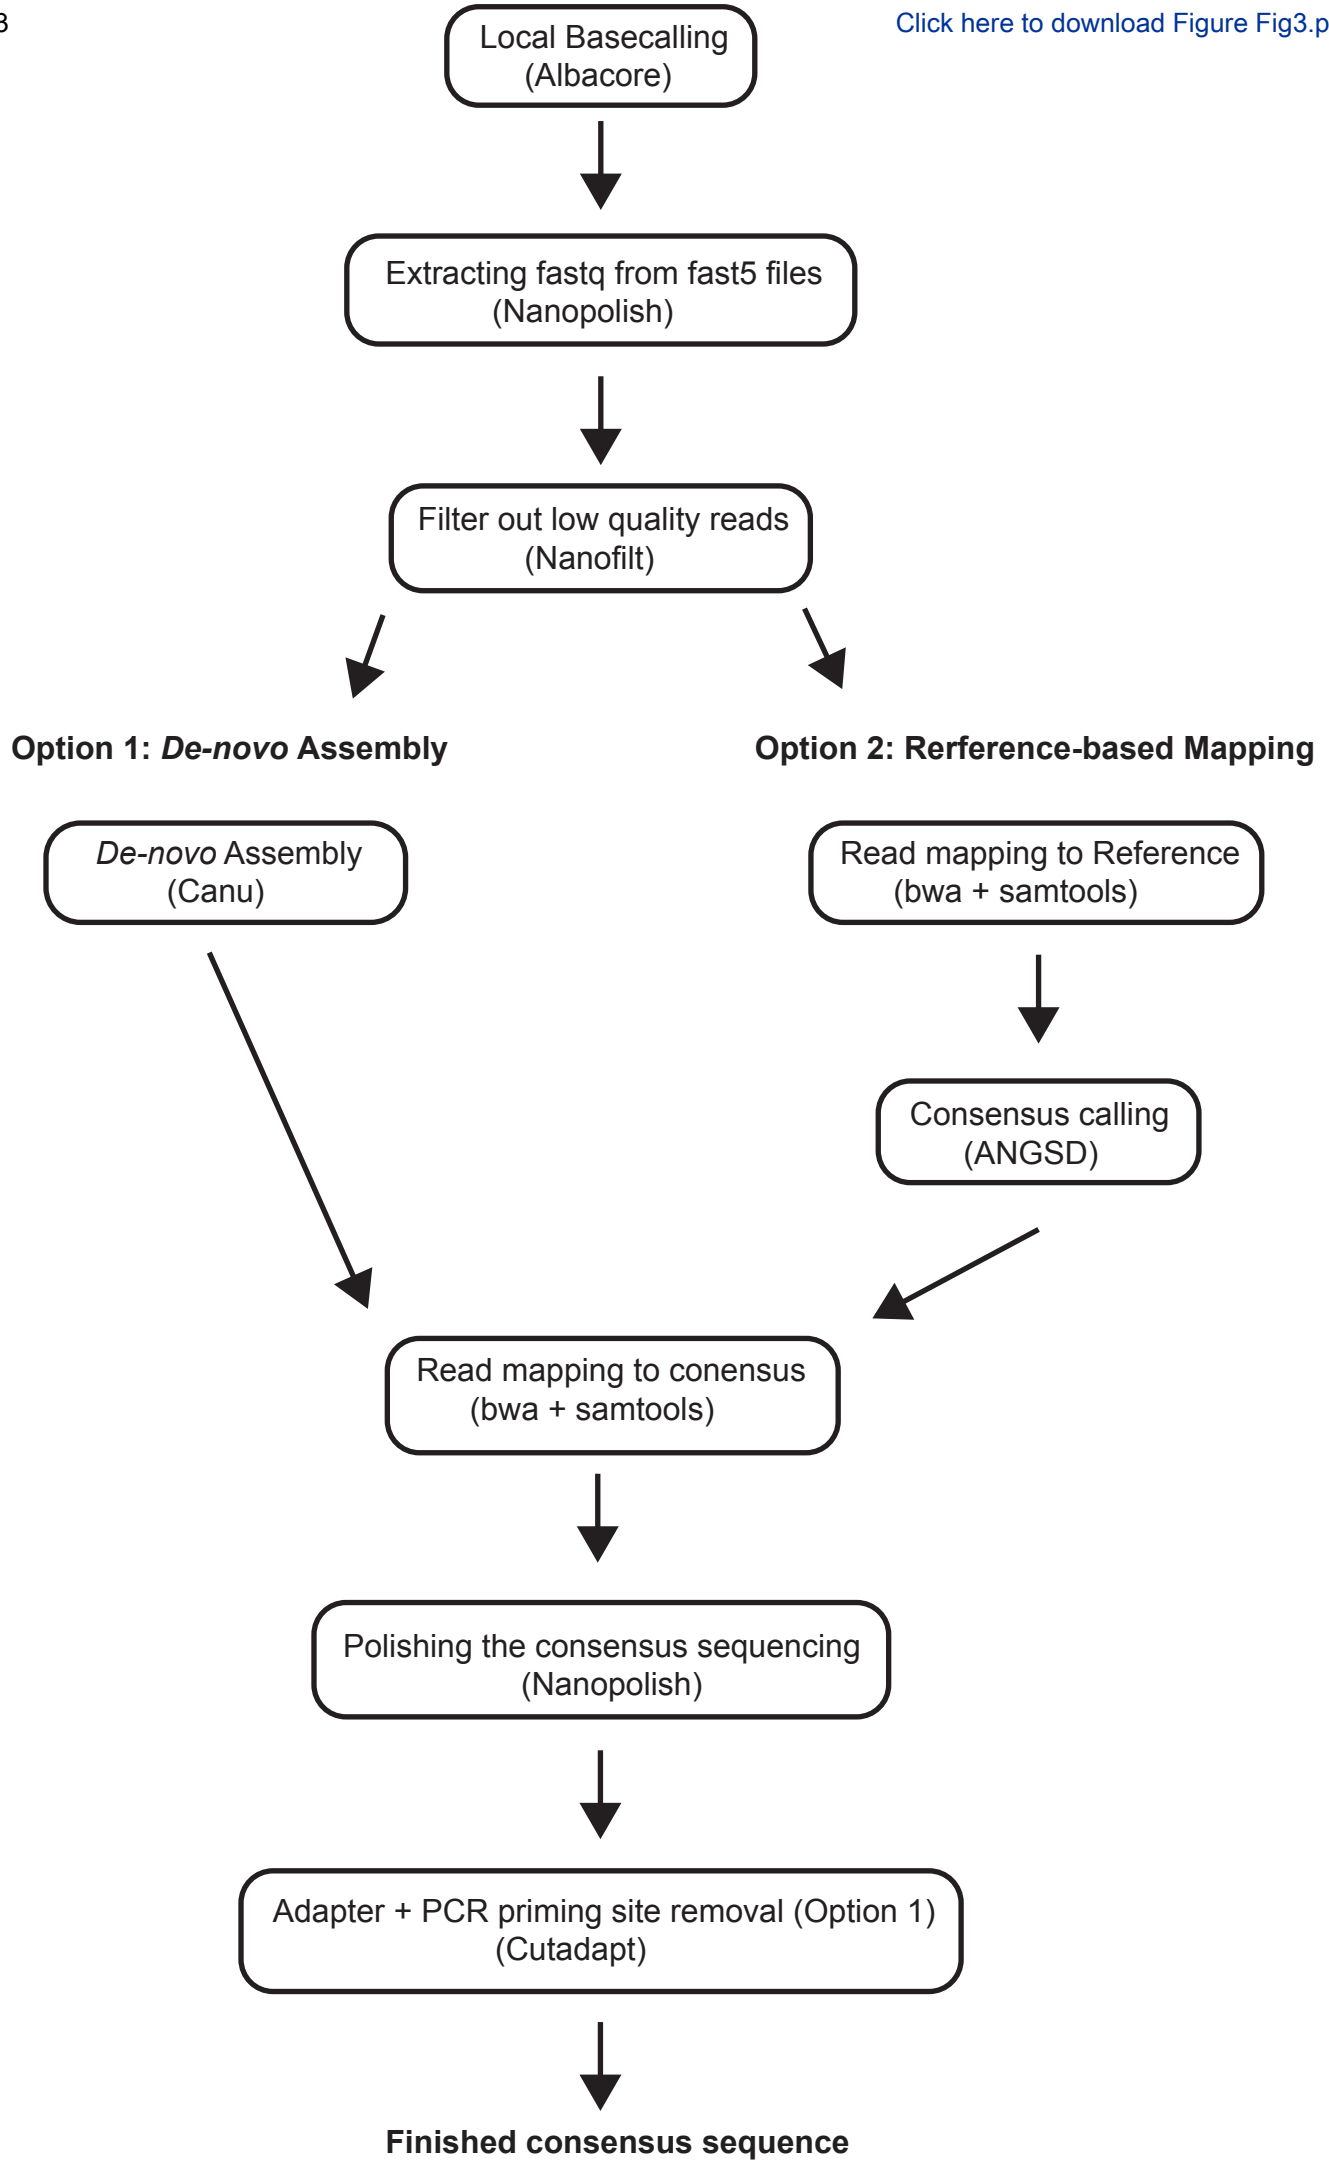 3
Click here to download Figure Fig3.p
Local Basecalling
(Albacore)
Extracting fastq from fast5 files
(Nanopolish)
Filter out low quality reads
(Nanofilt)
Option 1: De-novo Assembly
Option 2: Rerference-based Mapping
De-novo Assembly
(Canu)
Read mapping to Reference
(bwa + samtools)
Consensus calling
(ANGSD)
Read mapping to conensus
(bwa + samtools)
Polishing the consensus sequencing
(Nanopolish)
Adapter + PCR priming site removal (Option 1)
(Cutadapt)
Finished consensus sequence